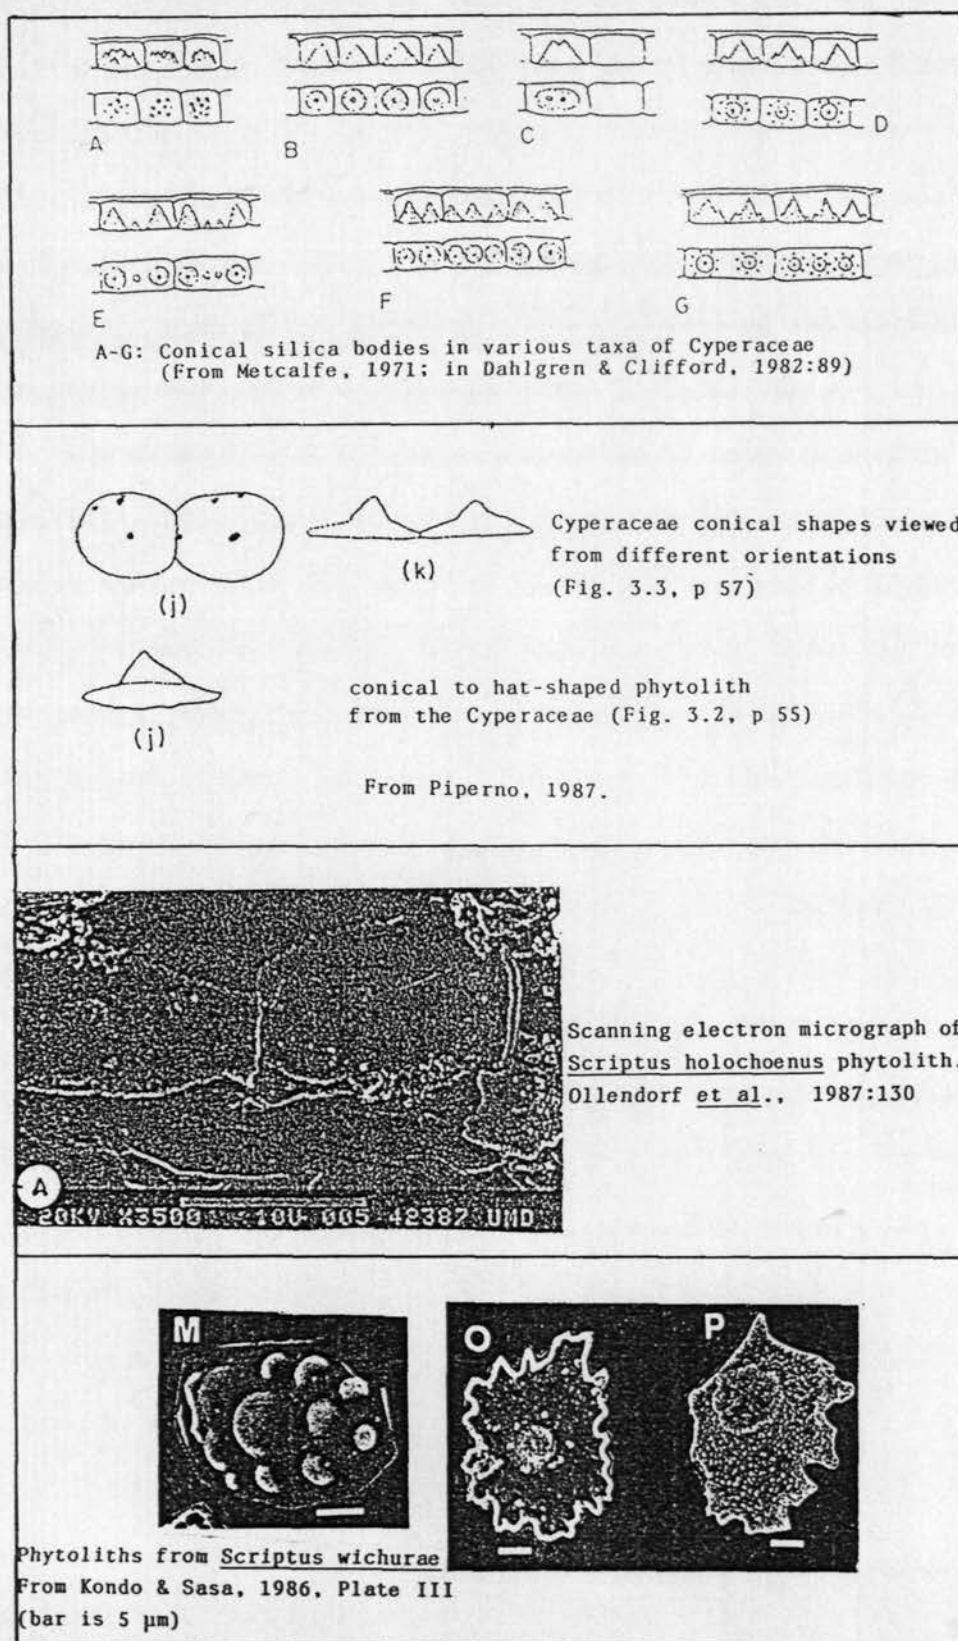 A
B
C
D
E
F
G
A-G: Conical silica bodies in various taxa of Cyperaceae
(From Metcalfe, 1971; in Dahlgren & Clifford, 1982:89)
(j)
(k)
Cyperaceae conical shapes viewed
from different orientations
(Fig. 3.3, p 57)
(j)
conical to hat-shaped phytolith
from the Cyperaceae (Fig. 3.2, p 55)
From Piperno, 1987.
Scanning electron micrograph of
Scriptus holochoenus phytolith.
Ollendorf et al., 1987:130
A
20KV X3500 10U 005 42382 UMD
M
O
P
Phytoliths from Scriptus wichurae
From Kondo & Sasa, 1986, Plate III
(bar is 5 µm)